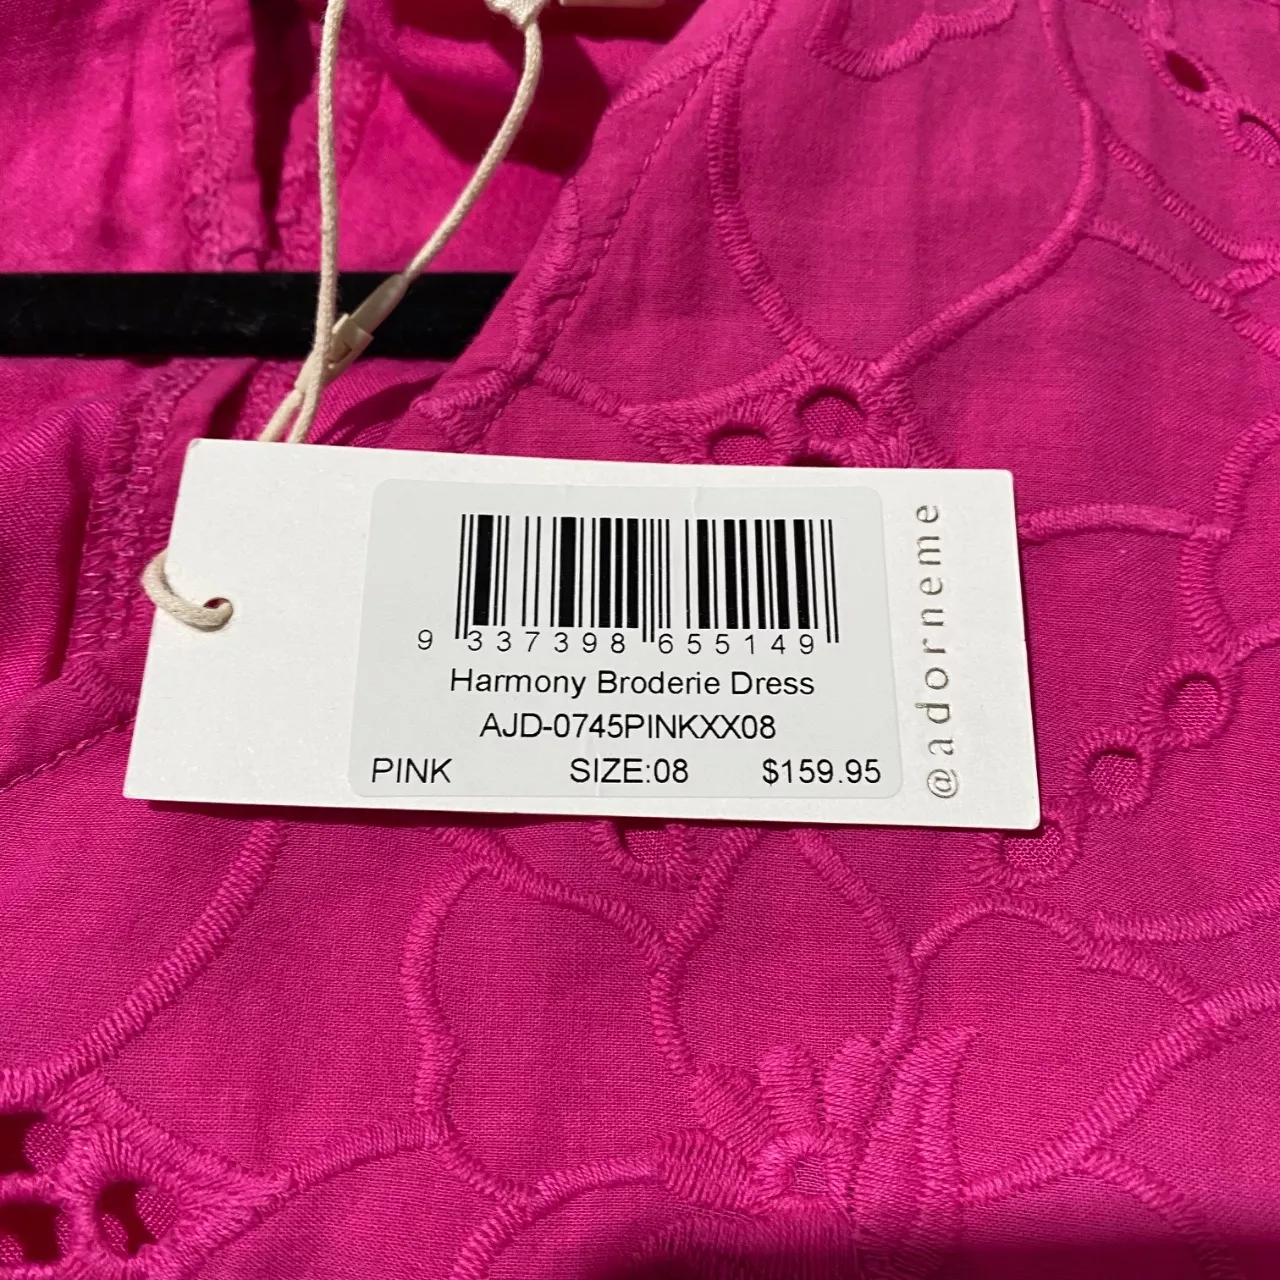 9 337398 655149
Harmony Broderie Dress
AJD-0745PINKXX08
PINK SIZE:08 $159.95
@adorneme